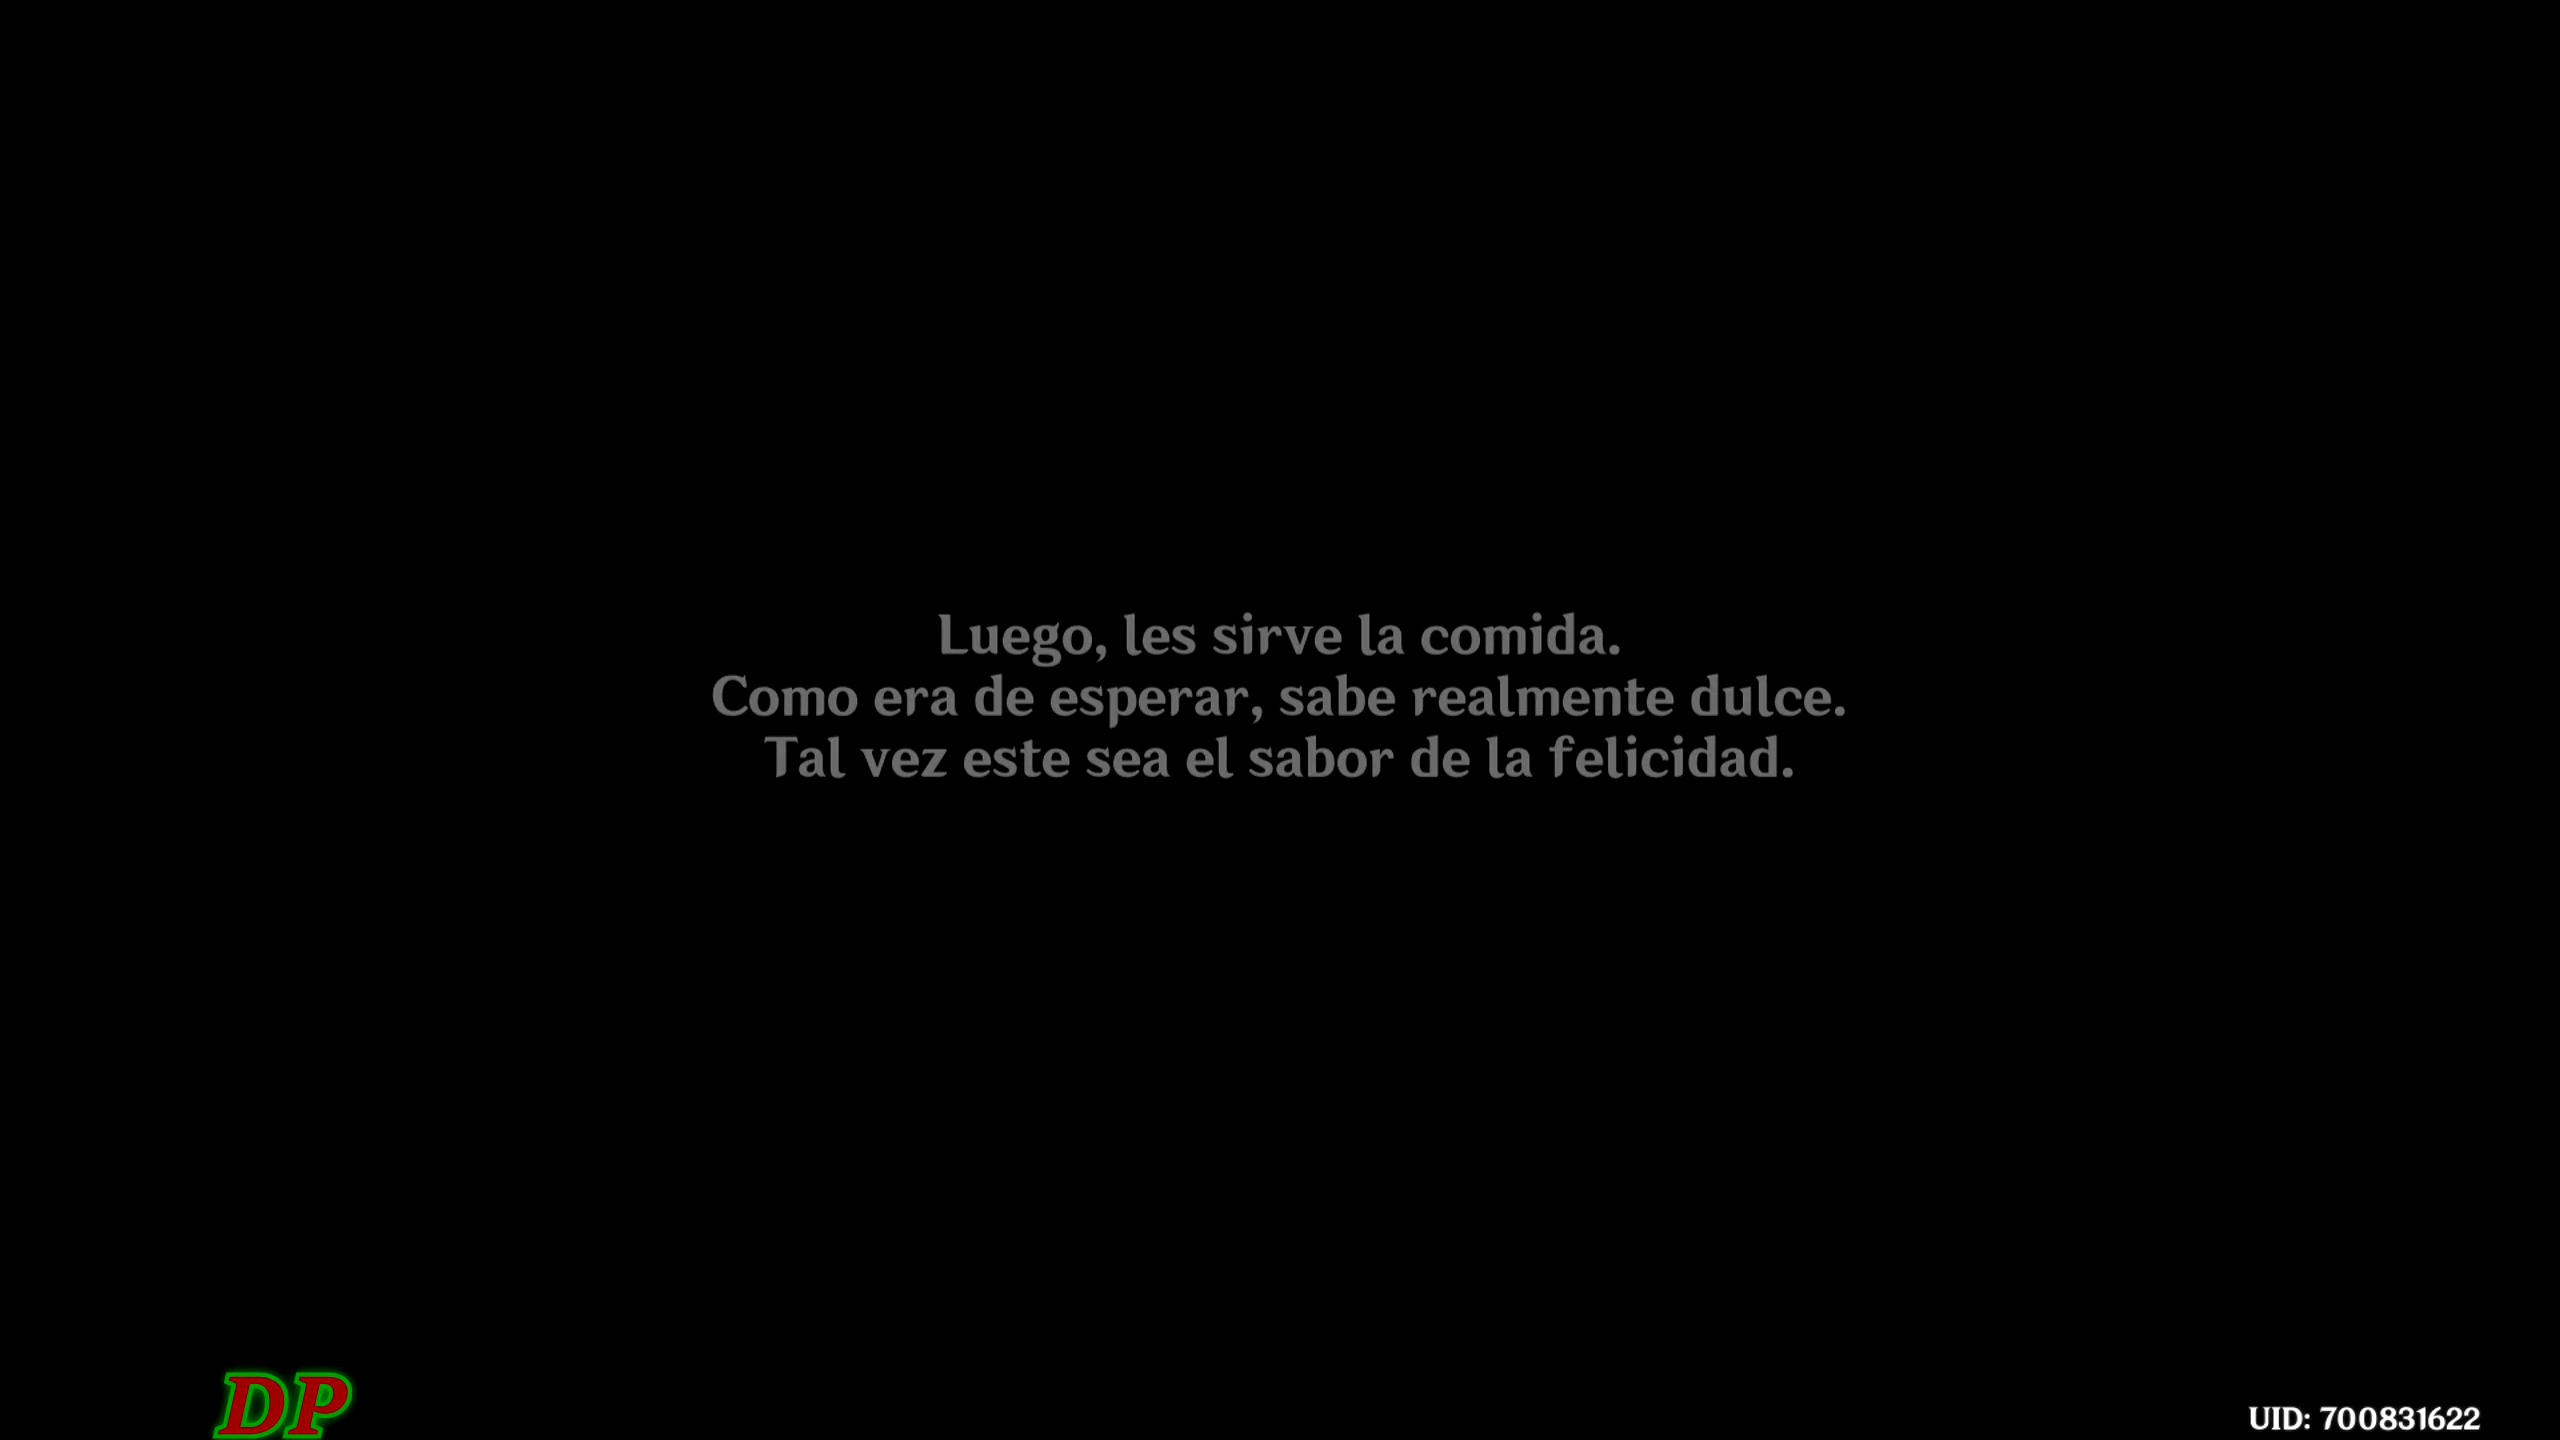 Luego, les sirve la comida.
Como era de esperar, sabe realmente dulce.
Tal vez este sea el sabor de la felicidad.
DP
UID: 700831622